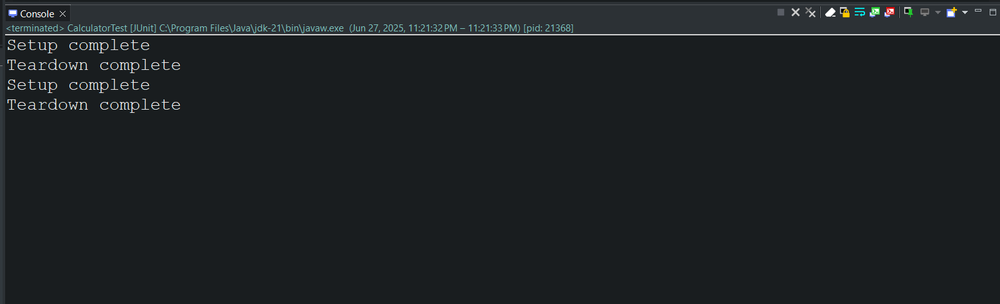 Console
<terminated> CalculatorTest [JUnit] C:\Program Files\Java\jdk-21\bin\javaw.exe (Jun 27, 2025, 11:21:32 PM – 11:21:33 PM) [pid: 21368]
Setup complete
Teardown complete
Setup complete
Teardown complete